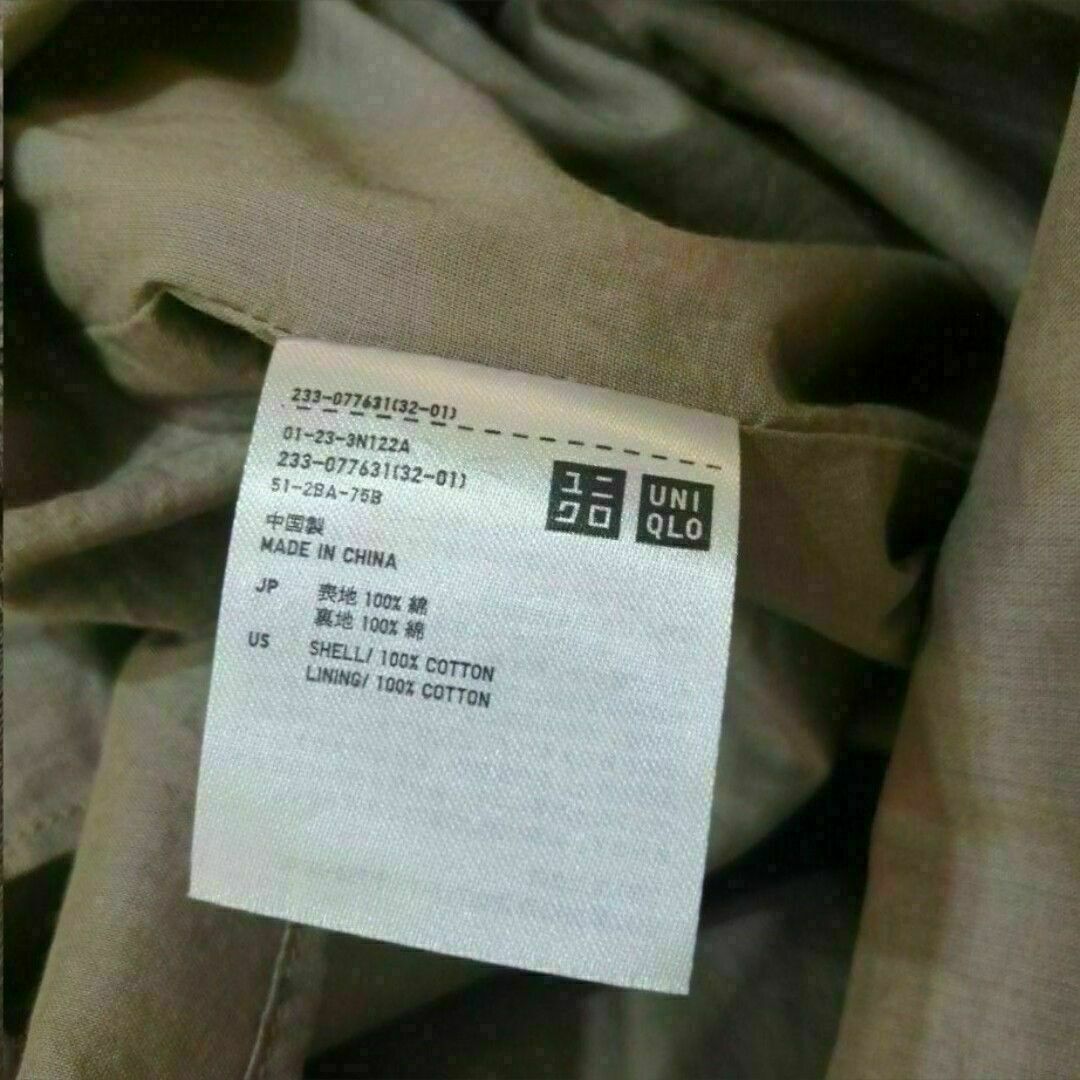 233-077631(32-01)
01-23-3N122A
233-077631(32-01)
51-2BA-75B
ユニ
クロ
UNI
QLO
中国製
MADE IN CHINA
JP 表地 100% 綿
裏地 100% 綿
US SHELL/ 100% COTTON
LINING/ 100% COTTON